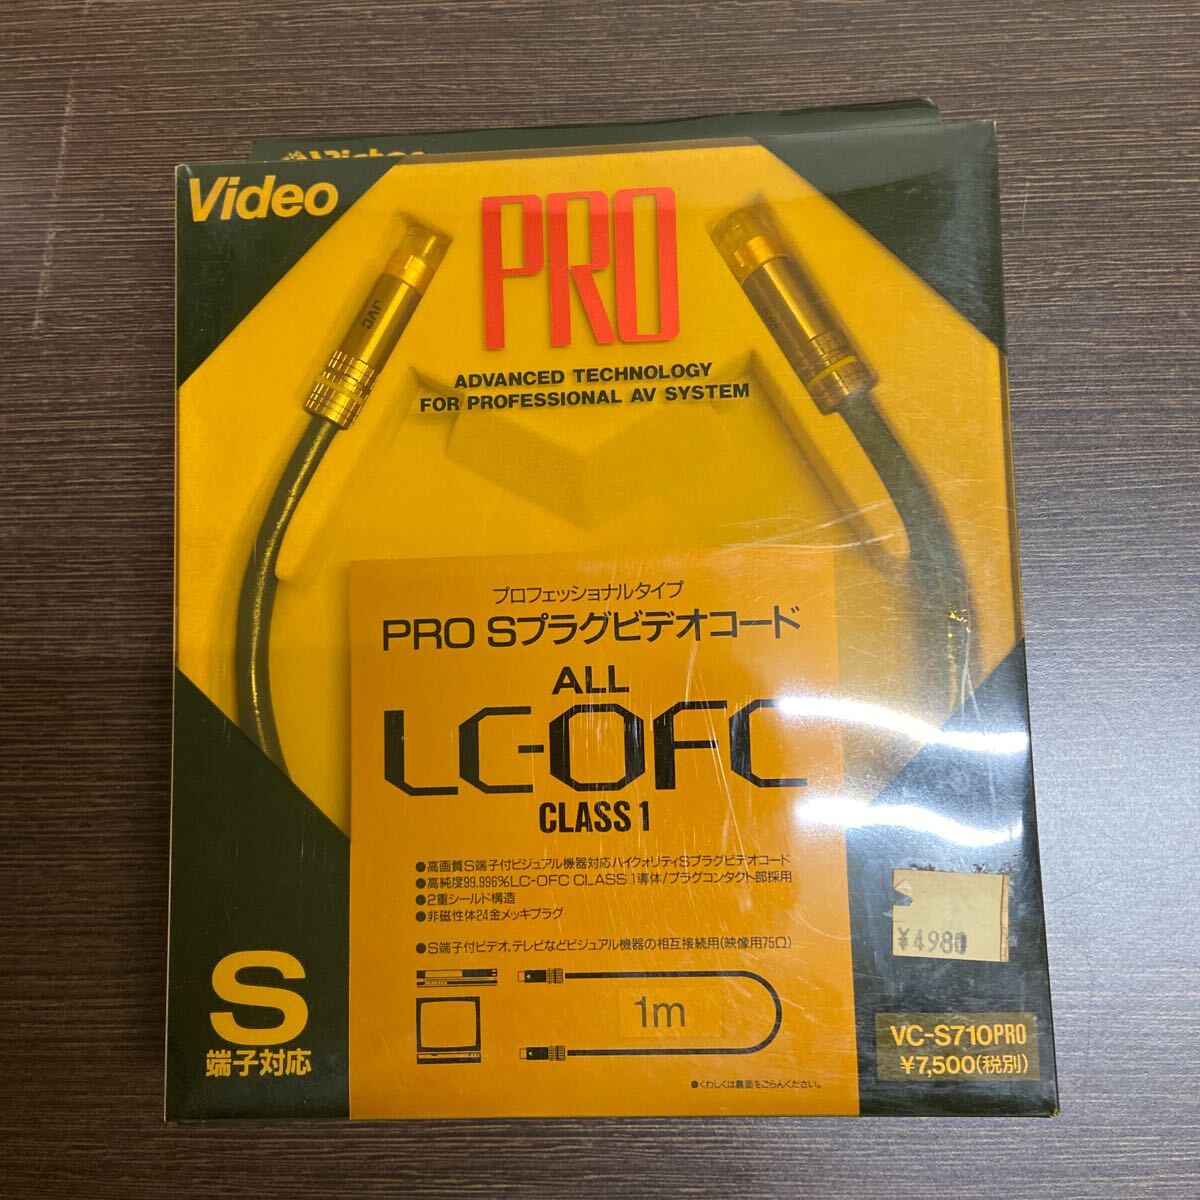 Victor
Video
PRO
JVC
JVC
ADVANCED TECHNOLOGY
FOR PROFESSIONAL AV SYSTEM
プロフェッショナルタイプ
PRO Sプラグビデオコード
ALL
LC-OFC
CLASS 1
●高画質S端子付ビジュアル機器対応ハイクォリティSプラグビデオコード
●高純度99.996%LC-OFC CLASS 1導体/プラグコンタクト部採用
●2重シールド構造
●非磁性体24金メッキプラグ
●S端子付ビデオ、テレビなどビジュアル機器の相互接続用(映像用75Ω)
1m
●くわしくは裏面をごらんください。
S
端子対応
¥4980
VC-S710PRO
¥7,500(税別)